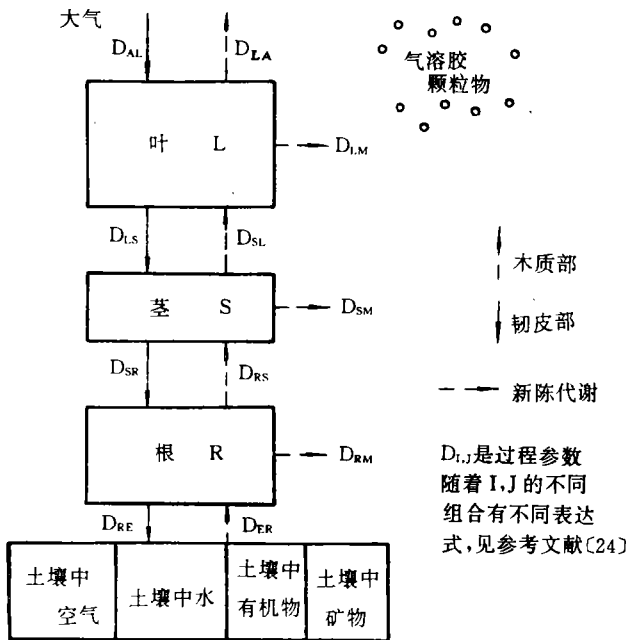 大气
D_AL
D_LA
气溶胶
颗粒物
叶 L
D_LM
D_LS
D_SL
木质部
茎 S
D_SM
韧皮部
D_SR
D_RS
新陈代谢
根 R
D_RM
D_I,J是过程参数
随着 I,J 的不同
组合有不同表达
式,见参考文献〔24〕
D_RE
D_ER
土壤中
空气
土壤中水
土壤中
有机物
土壤中
矿物